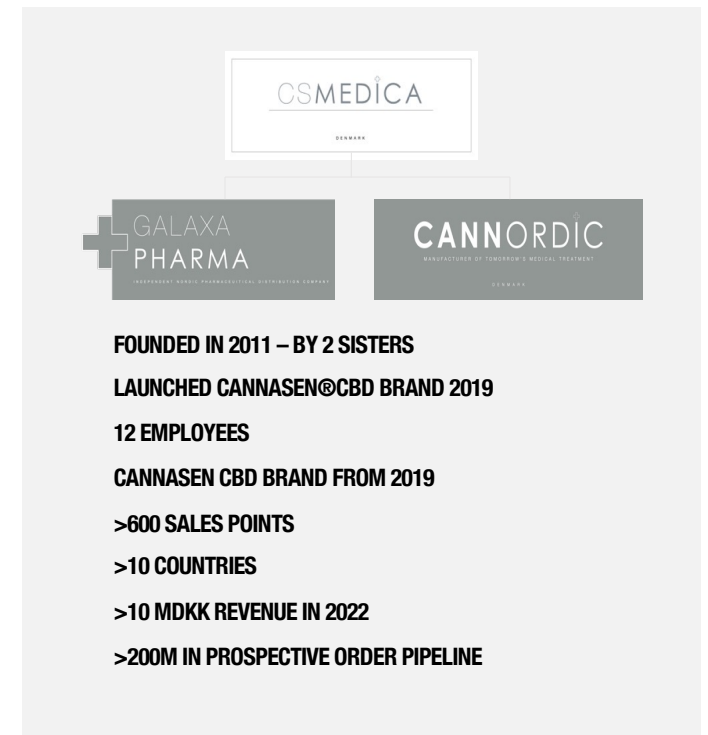 CSMEDICA
DENMARK
GALAXA
PHARMA
INDEPENDENT NORDIC PHARMACEUITICAL DISTRIBUTION COMPANY
CANNORDIC
MANUFACTURER OF TOMORROW'S MEDICAL TREATMENT
DENMARK
FOUNDED IN 2011 – BY 2 SISTERS
LAUNCHED CANNASEN®CBD BRAND 2019
12 EMPLOYEES
CANNASEN CBD BRAND FROM 2019
>600 SALES POINTS
>10 COUNTRIES
>10 MDKK REVENUE IN 2022
>200M IN PROSPECTIVE ORDER PIPELINE